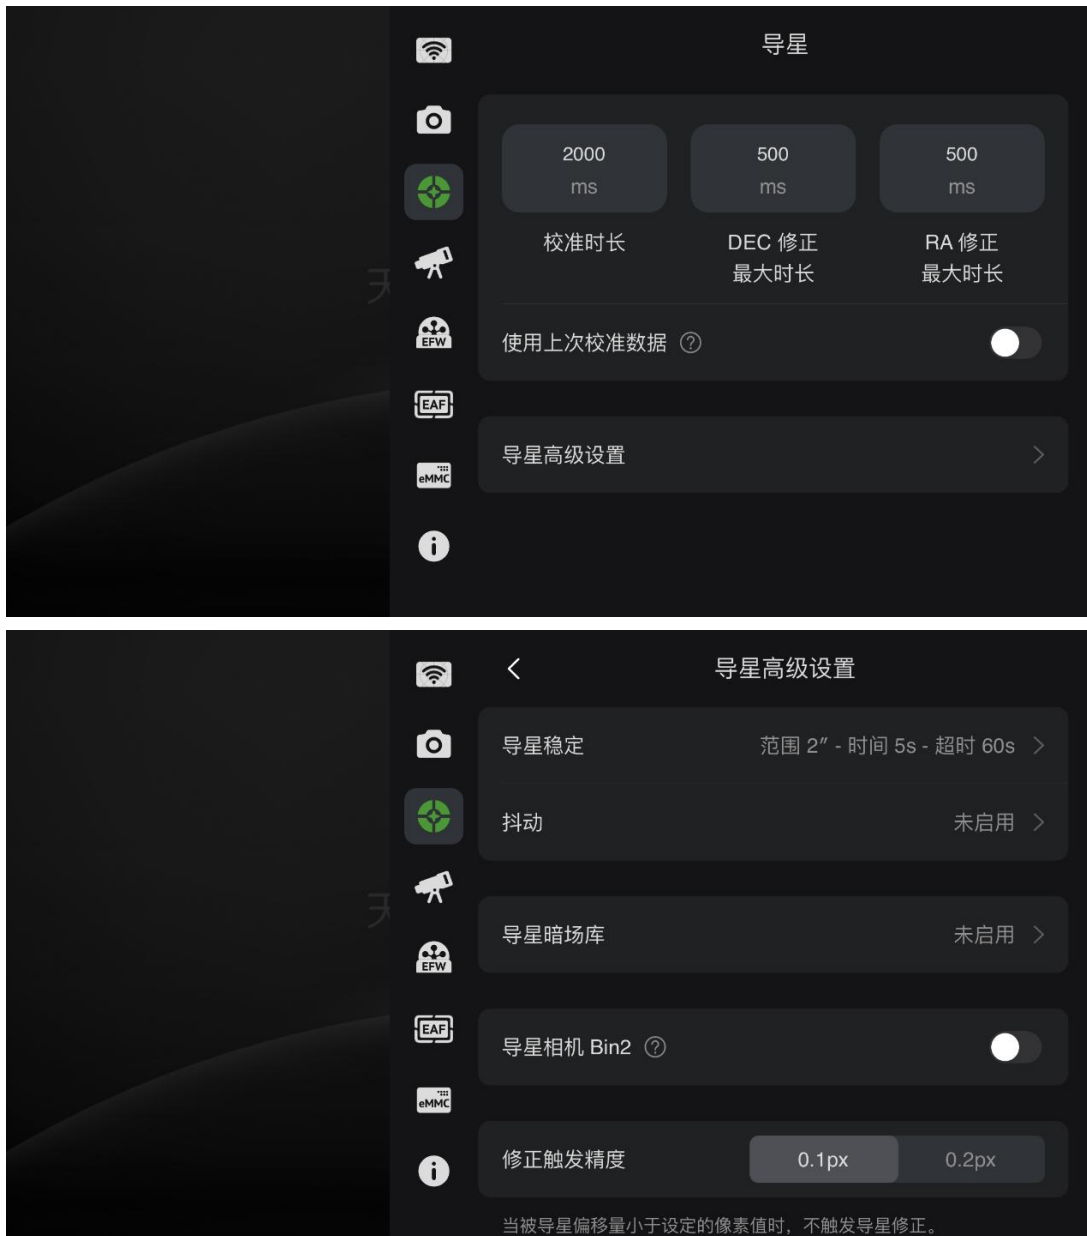 导星
2000
ms
校准时长
500
ms
DEC 修正
最大时长
500
ms
RA 修正
最大时长
天
EFW
使用上次校准数据 ?
EAF
导星高级设置
eMMC
i
导星高级设置
导星稳定 范围 2″ - 时间 5s - 超时 60s
抖动 未启用
天
导星暗场库 未启用
EFW
EAF
导星相机 Bin2 ?
eMMC
修正触发精度 0.1px 0.2px
i
当被导星偏移量小于设定的像素值时，不触发导星修正。